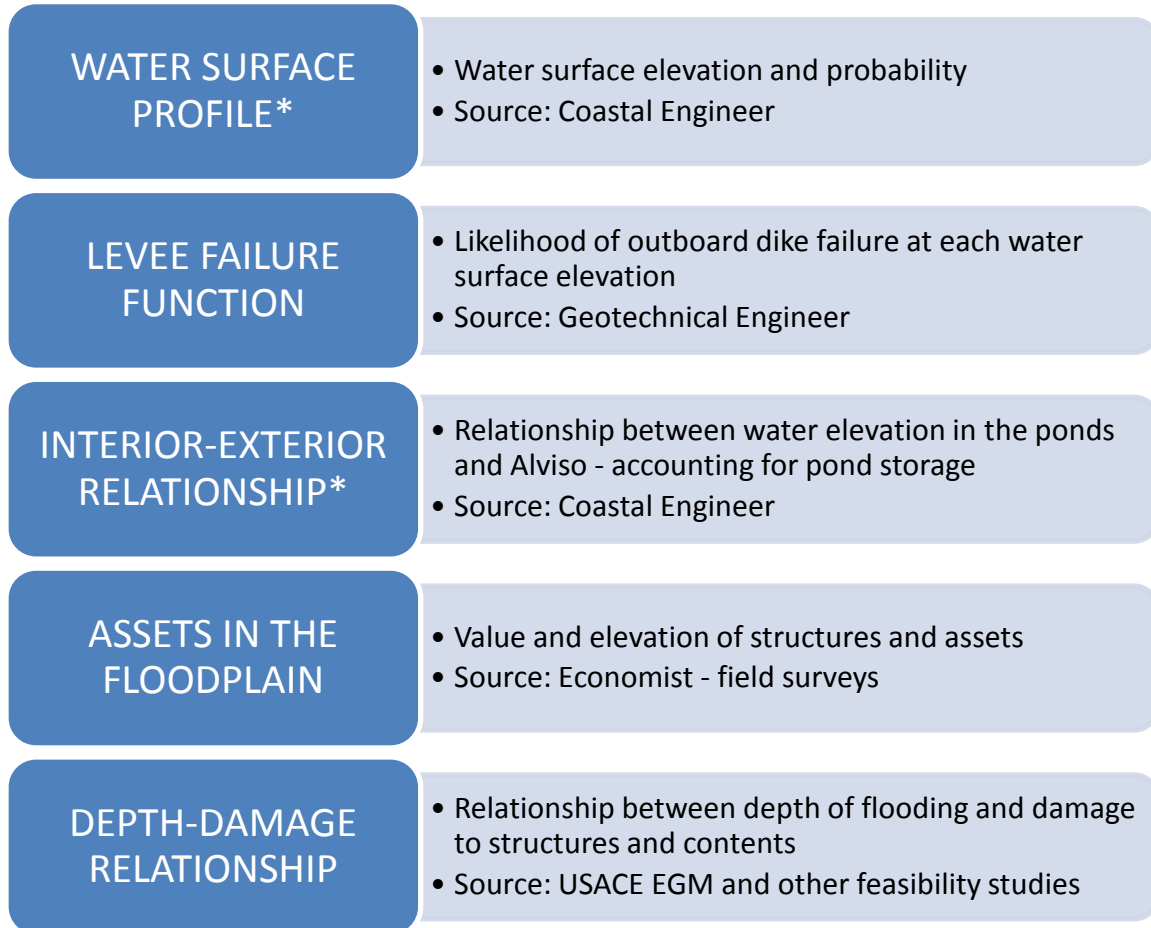 WATER SURFACE
PROFILE*
• Water surface elevation and probability
• Source: Coastal Engineer
LEVEE FAILURE
FUNCTION
• Likelihood of outboard dike failure at each water
surface elevation
• Source: Geotechnical Engineer
INTERIOR-EXTERIOR
RELATIONSHIP*
• Relationship between water elevation in the ponds
and Alviso - accounting for pond storage
• Source: Coastal Engineer
ASSETS IN THE
FLOODPLAIN
• Value and elevation of structures and assets
• Source: Economist - field surveys
DEPTH-DAMAGE
RELATIONSHIP
• Relationship between depth of flooding and damage
to structures and contents
• Source: USACE EGM and other feasibility studies